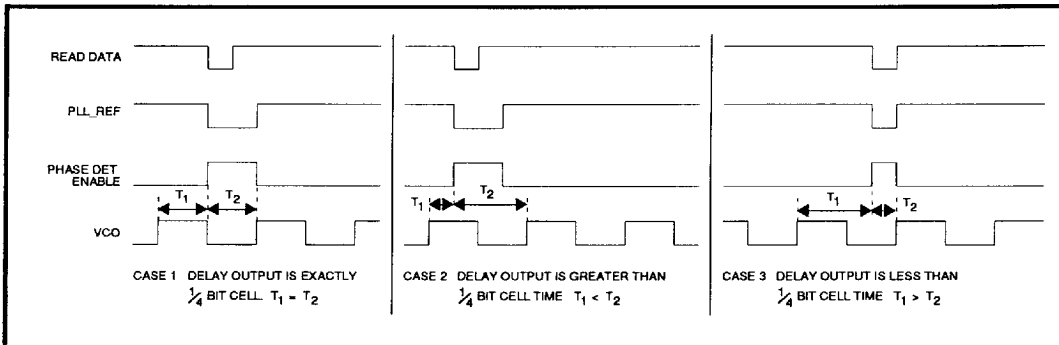 READ DATA
PLL_REF
PHASE DET
ENABLE
T1
T2
VCO
CASE 1 DELAY OUTPUT IS EXACTLY
1/4 BIT CELL. T1 = T2
T1
T2
CASE 2 DELAY OUTPUT IS GREATER THAN
1/4 BIT CELL TIME T1 < T2
T1
T2
CASE 3 DELAY OUTPUT IS LESS THAN
1/4 BIT CELL TIME T1 > T2